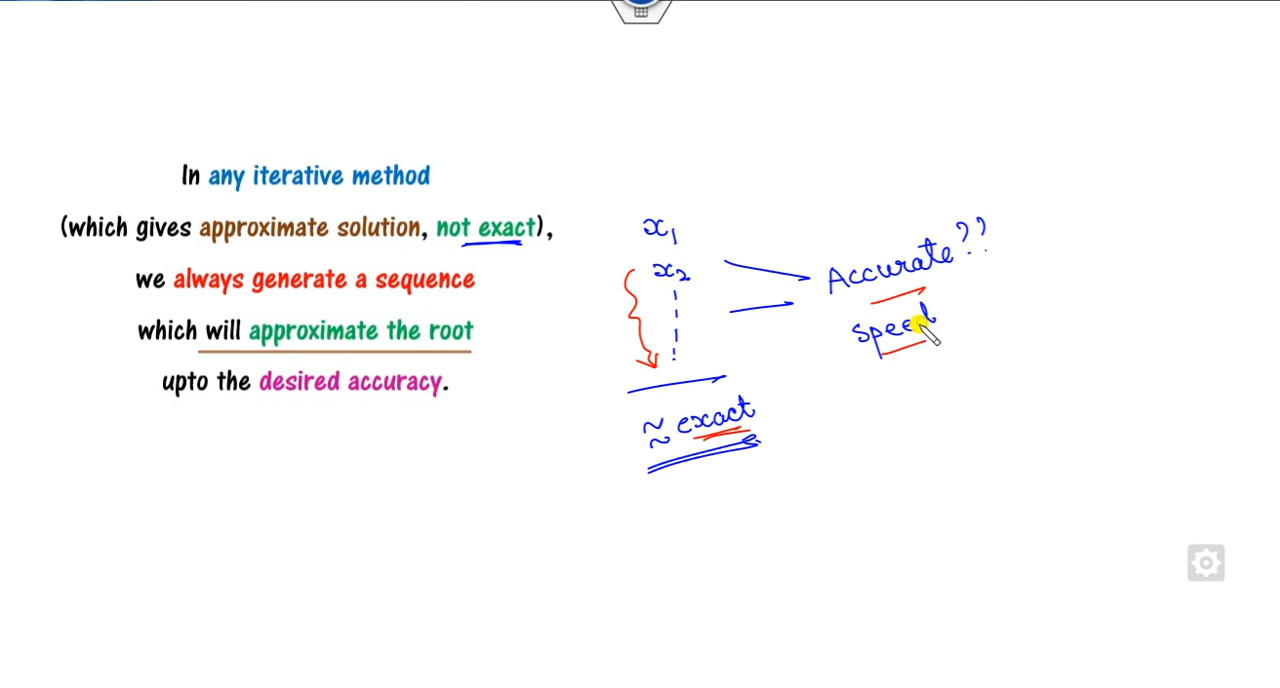 In any iterative method
(which gives approximate solution, not exact),
we always generate a sequence
which will approximate the root
upto the desired accuracy.
x₁
x₂
≈ exact
Accurate??
Speed